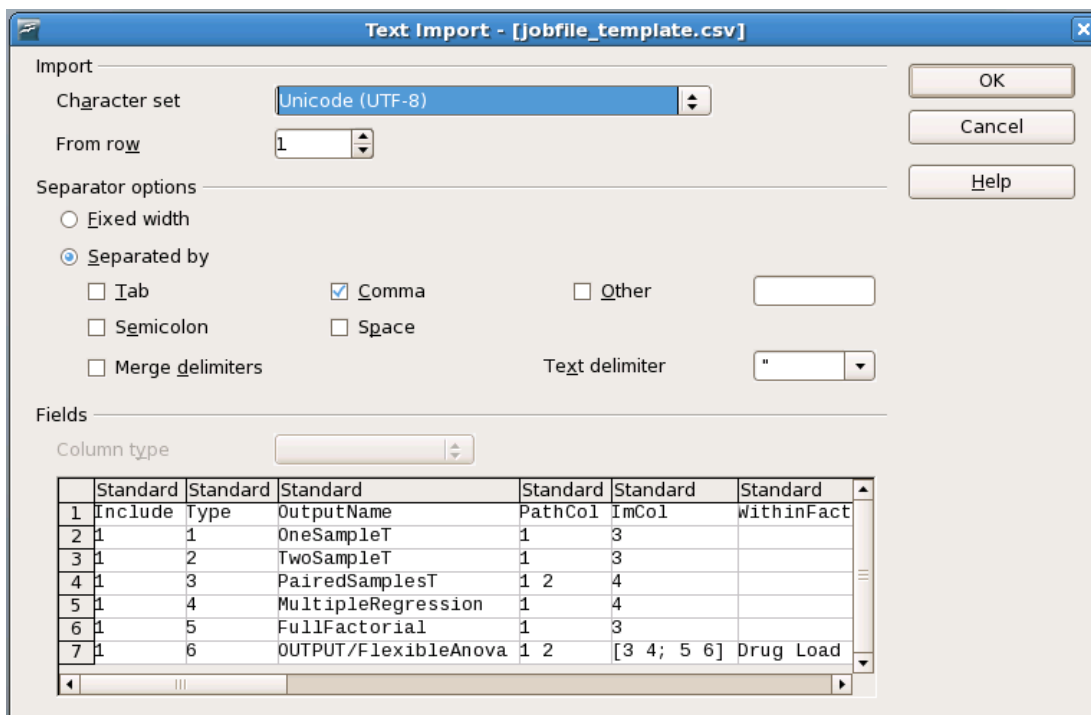 Text Import - [jobfile_template.csv]
Import
OK
Character set Unicode (UTF-8)
Cancel
From row 1
Help
Separator options
Fixed width
Separated by
Tab Comma Other
Semicolon Space
Merge delimiters Text delimiter "
Fields
Column type
Standard Standard Standard Standard Standard Standard
1 Include Type OutputName PathCol ImCol WithinFact
2 1 1 OneSampleT 1 3
3 1 2 TwoSampleT 1 3
4 1 3 PairedSamplesT 1 2 4
5 1 4 MultipleRegression 1 4
6 1 5 FullFactorial 1 3
7 1 6 OUTPUT/FlexibleAnova 1 2 [3 4; 5 6] Drug Load